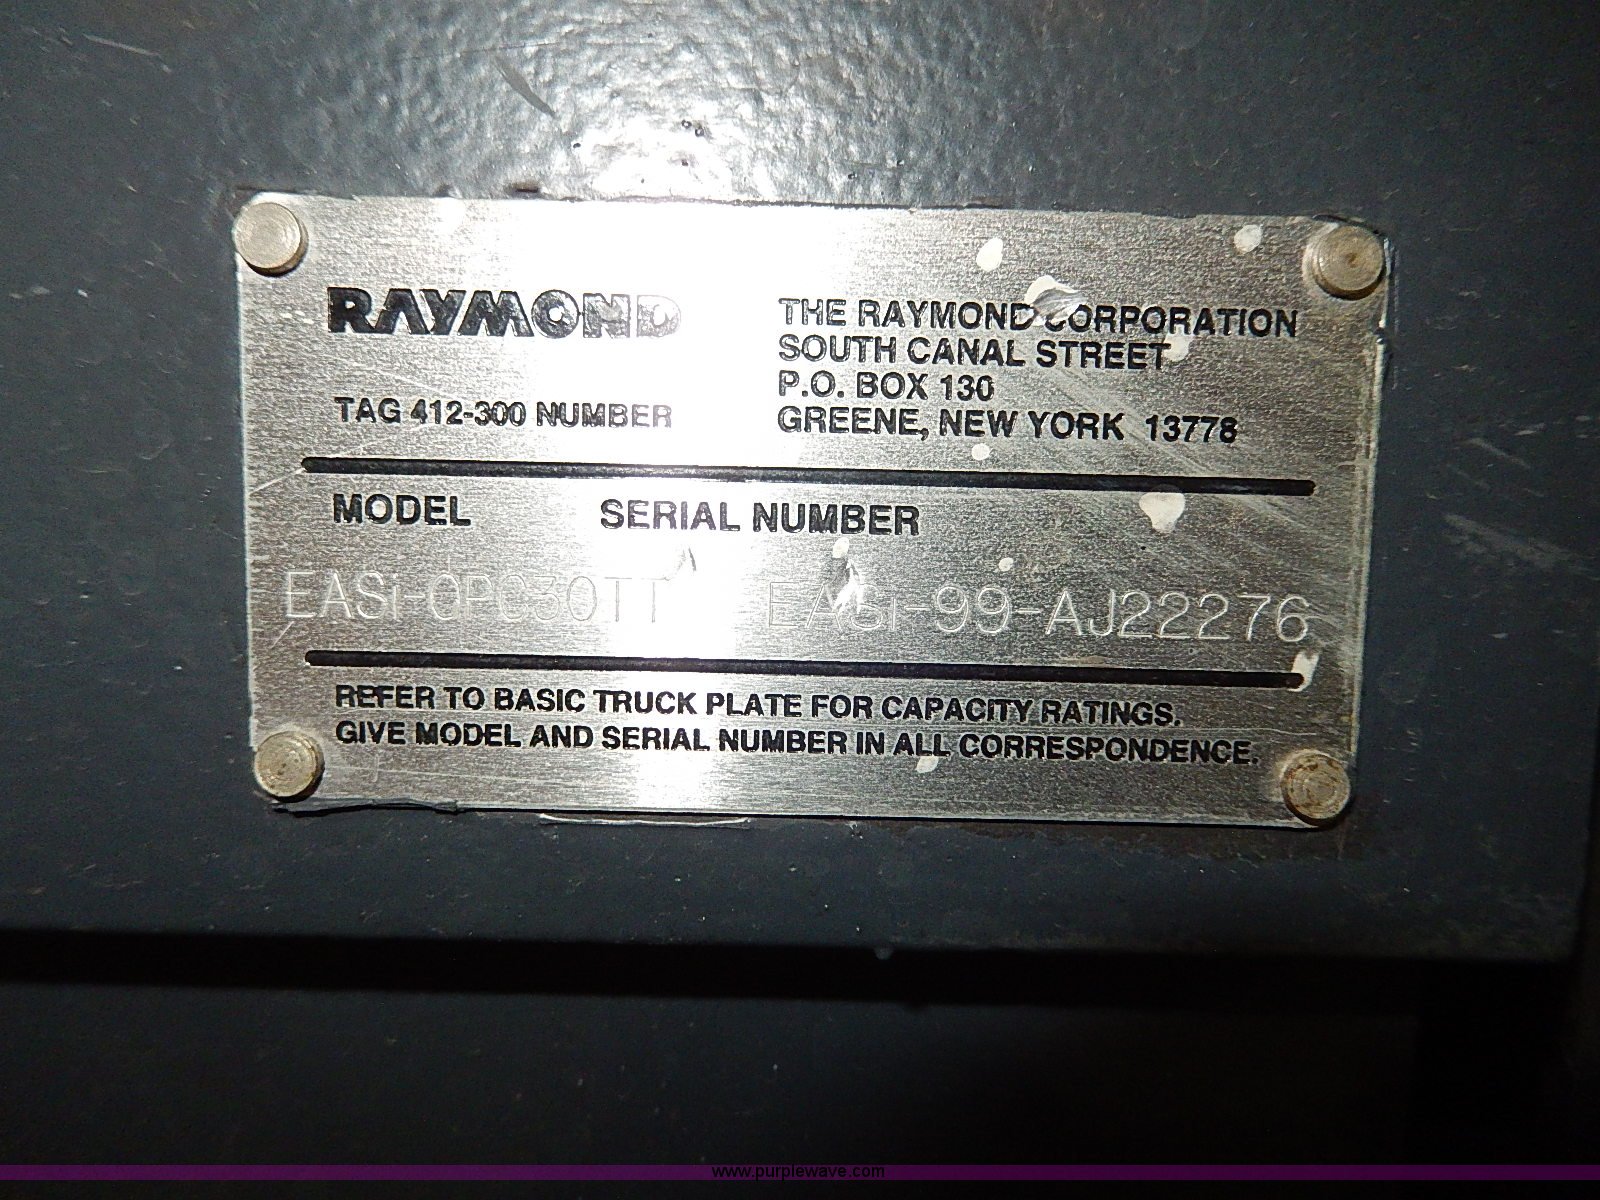 RAYMOND
TAG 412-300 NUMBER
THE RAYMOND CORPORATION
SOUTH CANAL STREET
P.O. BOX 130
GREENE, NEW YORK 13778
MODEL SERIAL NUMBER
EASi-OPC30TT EASi-99-AJ22276
REFER TO BASIC TRUCK PLATE FOR CAPACITY RATINGS.
GIVE MODEL AND SERIAL NUMBER IN ALL CORRESPONDENCE.
www.purplewave.com